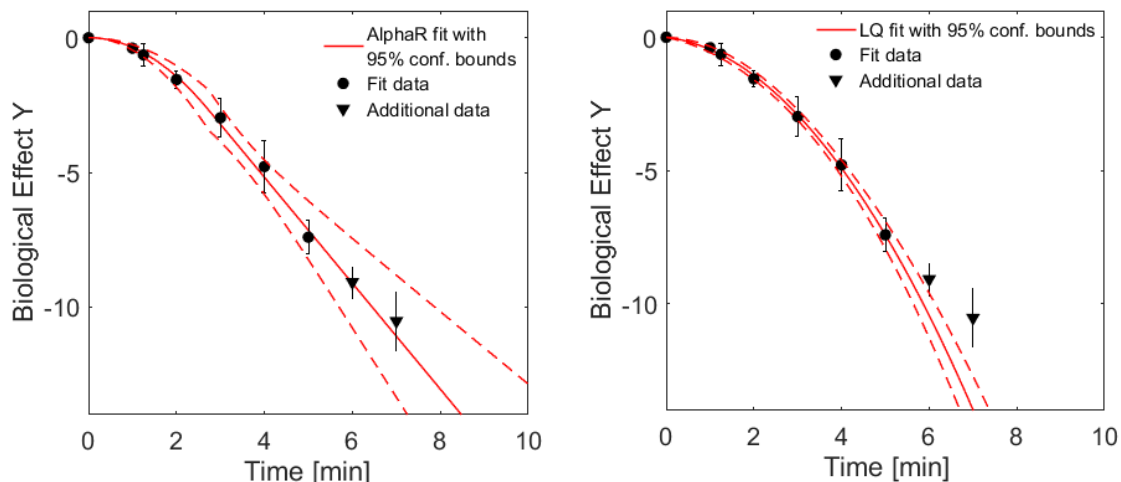 AlphaR fit with
95% conf. bounds
Fit data
Additional data
Biological Effect Y
0
-5
-10
0 2 4 6 8 10
Time [min]
LQ fit with 95% conf. bounds
Fit data
Additional data
Biological Effect Y
0
-5
-10
0 2 4 6 8 10
Time [min]